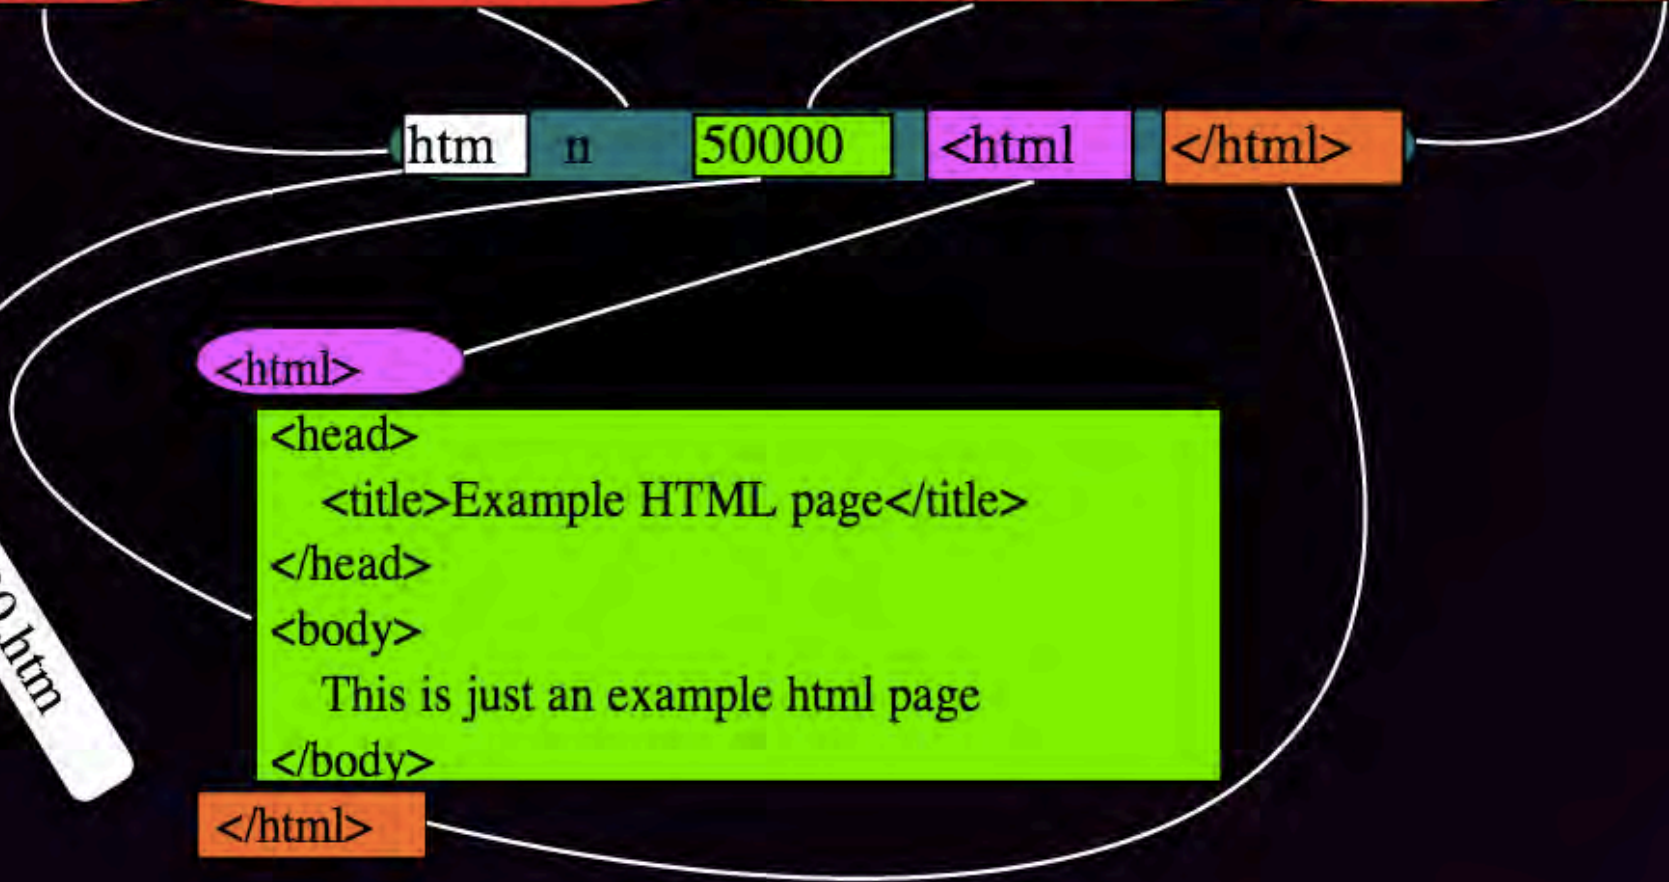 htm n 50000 <html </html>
<html>
<head>
<title>Example HTML page</title>
</head>
<body>
This is just an example html page
</body>
</html>
.htm